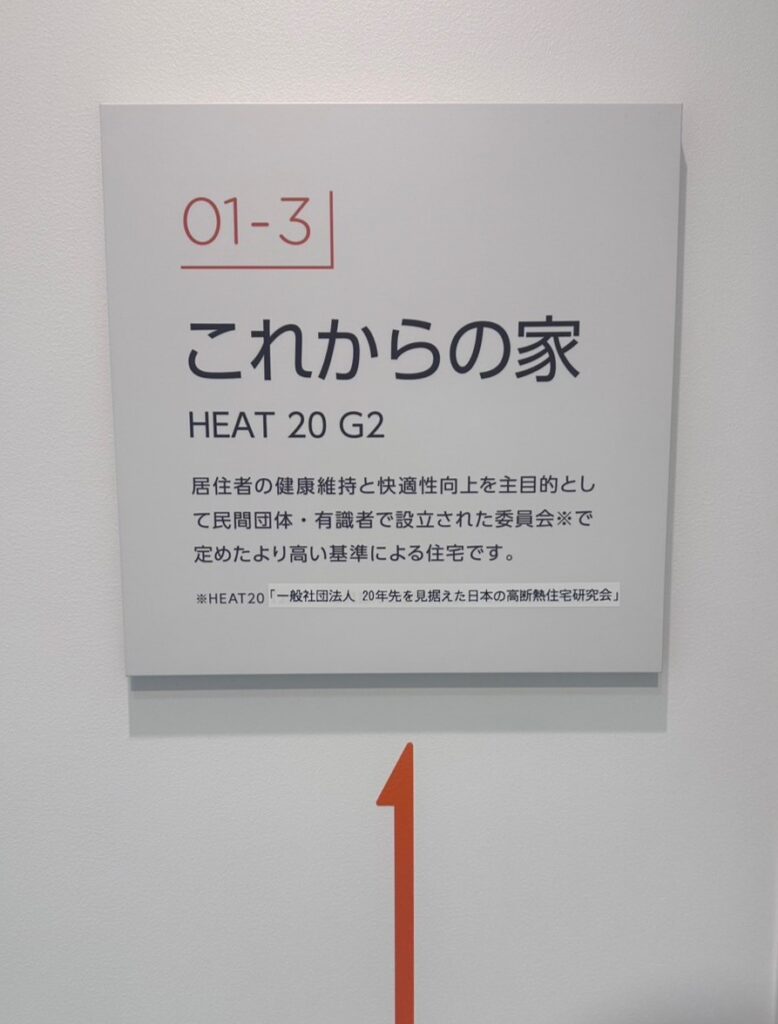 01-3
これからの家
HEAT 20 G2
居住者の健康維持と快適性向上を主目的とし
て民間団体・有識者で設立された委員会※で
定めたより高い基準による住宅です。
※HEAT20「一般社団法人 20年先を見据えた日本の高断熱住宅研究会」